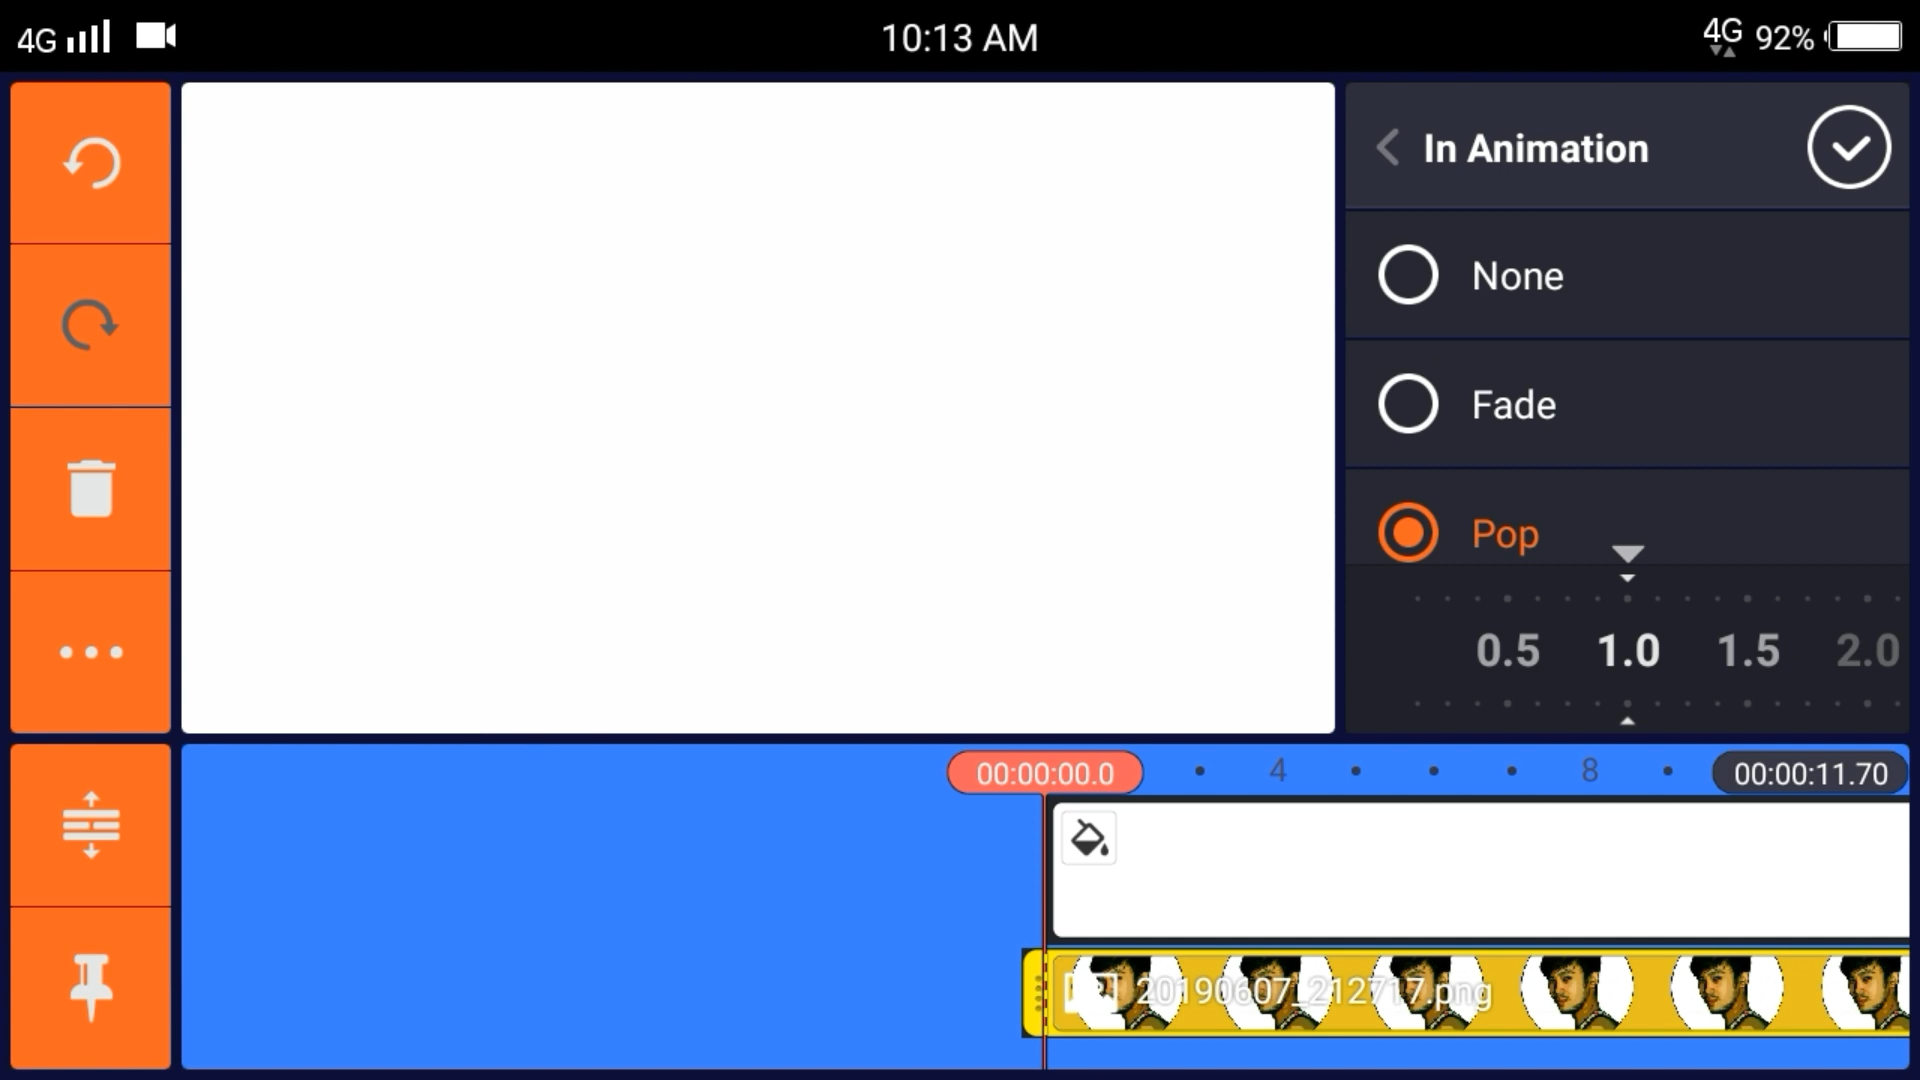 4G 10:13 AM 4G 92%
In Animation
None
Fade
Pop
0.5 1.0 1.5 2.0
00:00:00.0 4 8 00:00:11.70
20190607_212717.png